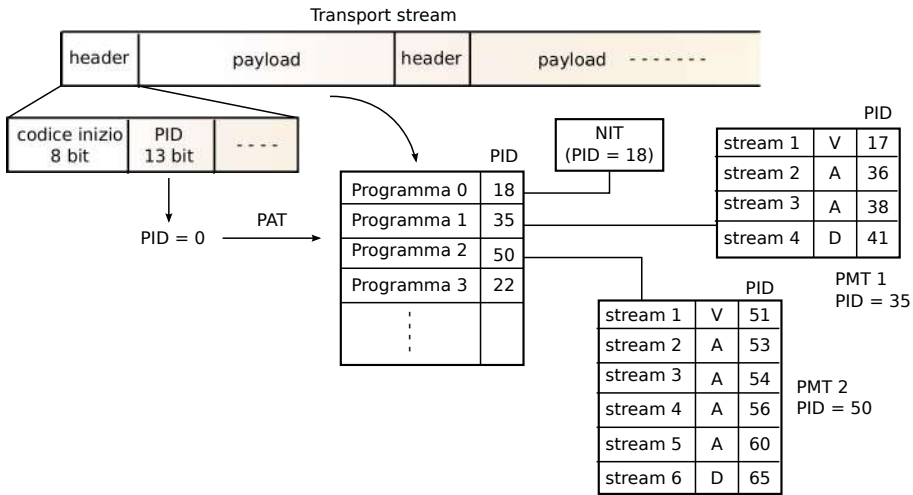 Transport stream
header payload header payload - - - - - - -
codice inizio
8 bit
PID
13 bit
- - - -
PID = 0
PAT
PID
Programma 0 18
Programma 1 35
Programma 2 50
Programma 3 22
NIT
(PID = 18)
PID
stream 1 V 17
stream 2 A 36
stream 3 A 38
stream 4 D 41
PMT 1
PID = 35
PID
stream 1 V 51
stream 2 A 53
stream 3 A 54
stream 4 A 56
stream 5 A 60
stream 6 D 65
PMT 2
PID = 50